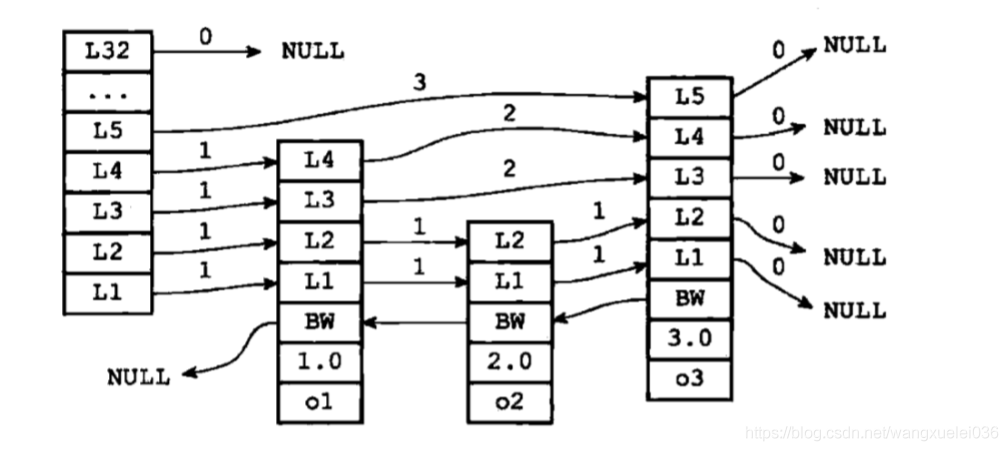 L32
...
L5
L4
L3
L2
L1
0
NULL
3
1
1
1
1
L4
L3
L2
L1
BW
1.0
o1
NULL
2
2
1
1
L2
L1
BW
2.0
o2
1
1
L5
L4
L3
L2
L1
BW
3.0
o3
0
NULL
0
NULL
0
NULL
0
NULL
0
NULL
https://blog.csdn.net/wangxuelei036